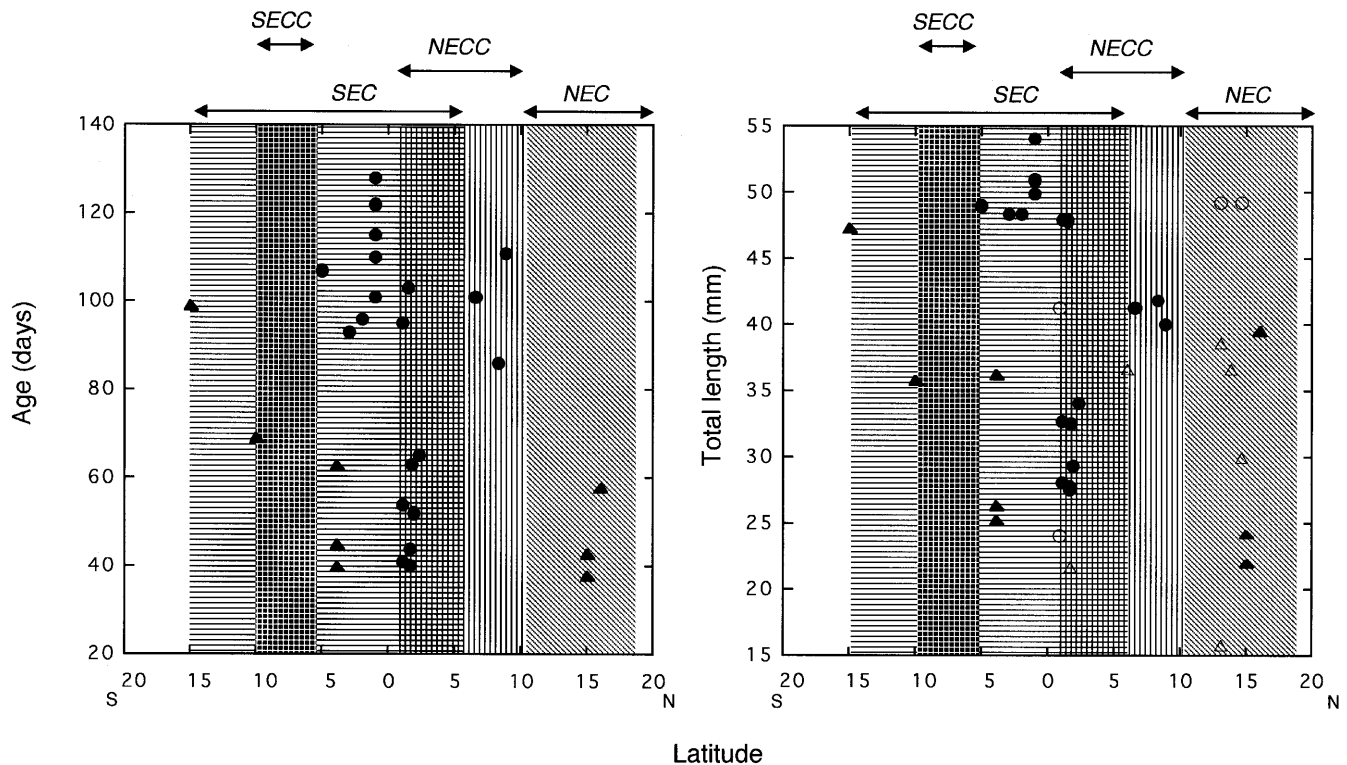 SECC
NECC
SEC
NEC
Age (days)
140
120
100
80
60
40
20
20 15 10 5 0 5 10 15 20
S N
SECC
NECC
SEC
NEC
Total length (mm)
55
50
45
40
35
30
25
20
15
20 15 10 5 0 5 10 15 20
S N
Latitude